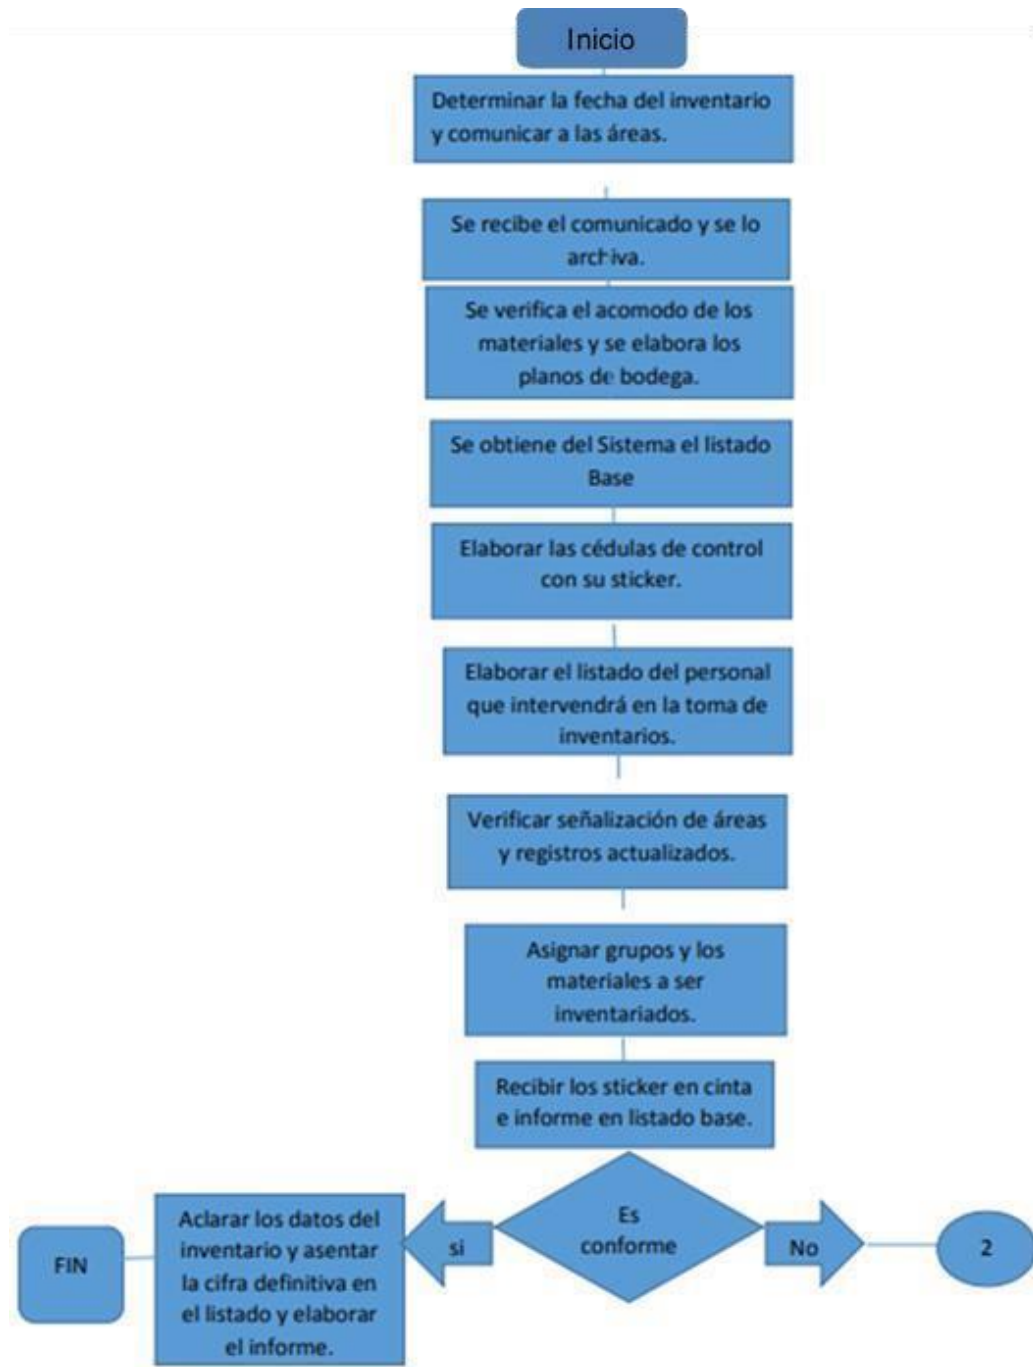 Inicio
Determinar la fecha del inventario
y comunicar a las áreas.
Se recibe el comunicado y se lo
archiva.
Se verifica el acomodo de los
materiales y se elabora los
planos de bodega.
Se obtiene del Sistema el listado
Base
Elaborar las cédulas de control
con su sticker.
Elaborar el listado del personal
que intervendrá en la toma de
inventarios.
Verificar señalización de áreas
y registros actualizados.
Asignar grupos y los
materiales a ser
inventariados.
Recibir los sticker en cinta
e informe en listado base.
Es
conforme
si
No
2
Aclarar los datos del
inventario y asentar
la cifra definitiva en
el listado y elaborar
el informe.
FIN